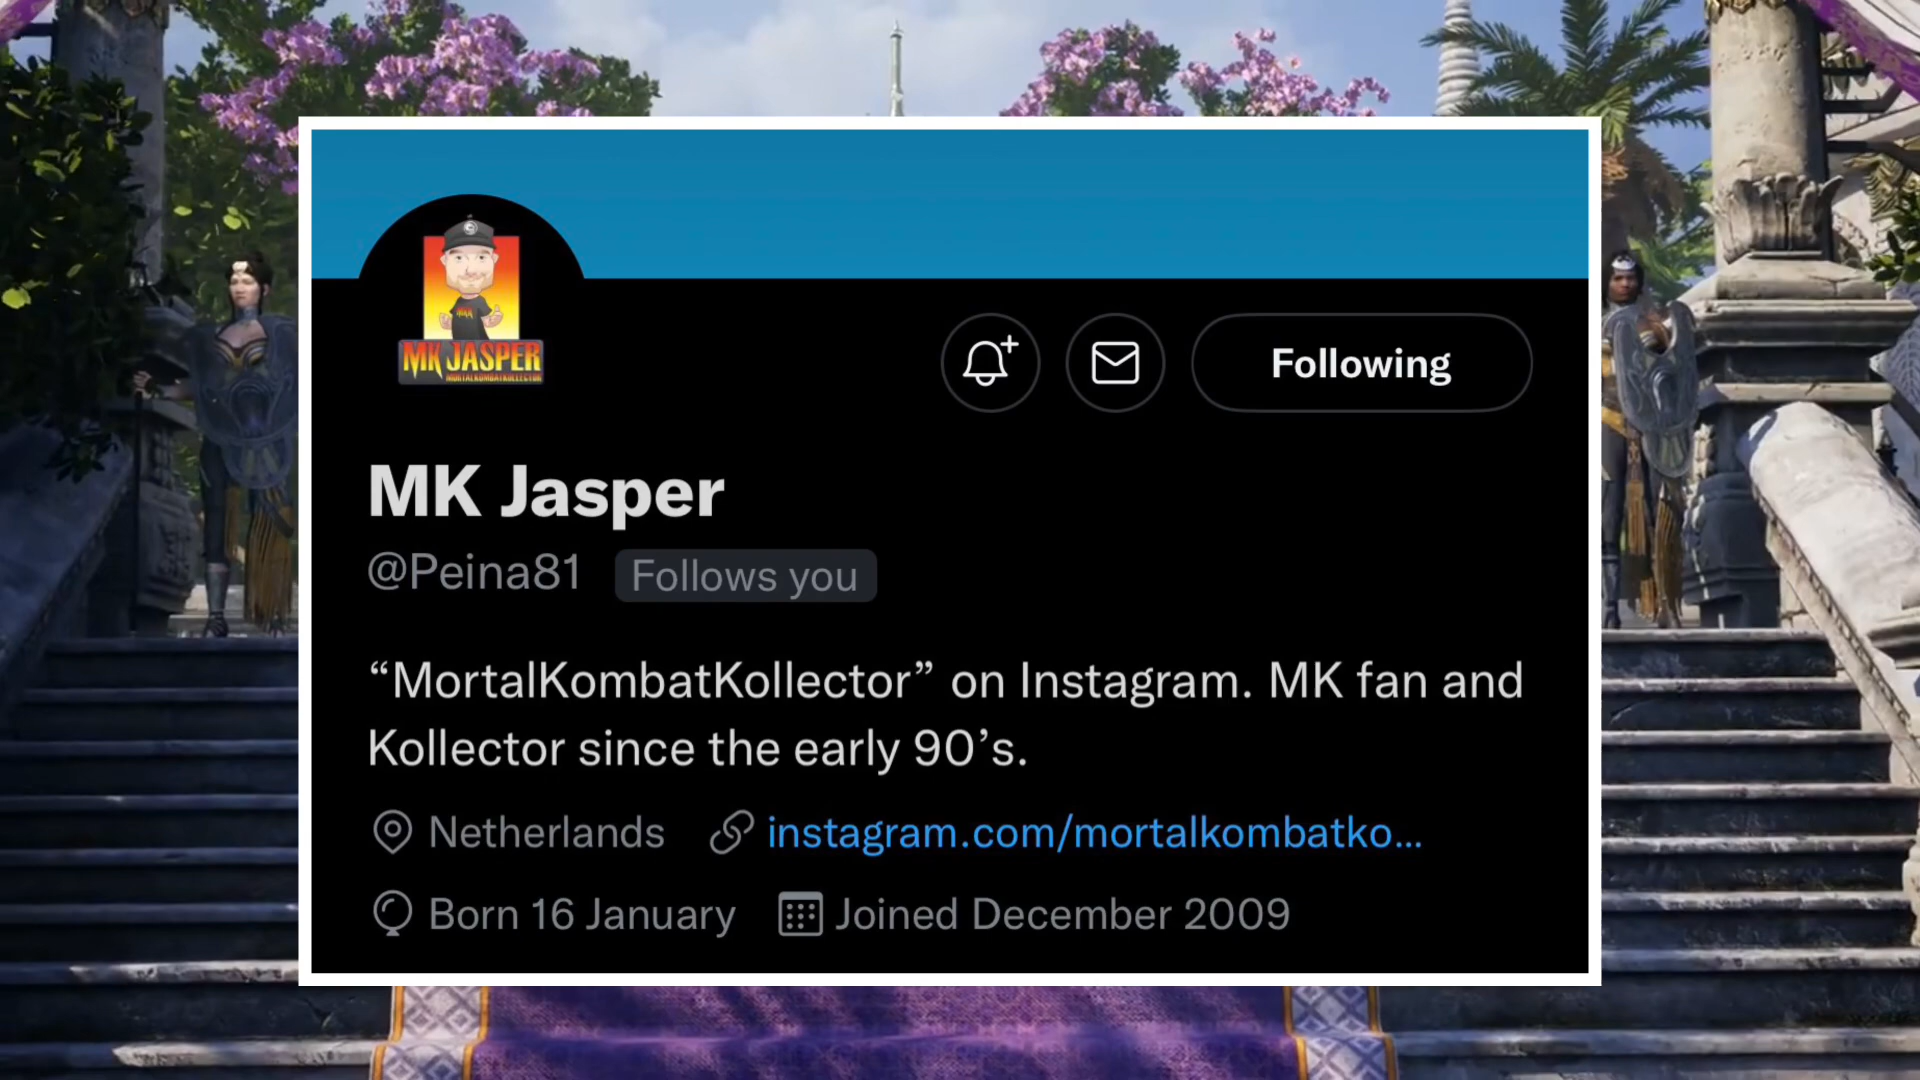 MK JASPER
MORTALKOMBATKOLLECTOR
Following
MK Jasper
@Peina81 Follows you
“MortalKombatKollector” on Instagram. MK fan and
Kollector since the early 90’s.
Netherlands instagram.com/mortalkombatko...
Born 16 January Joined December 2009